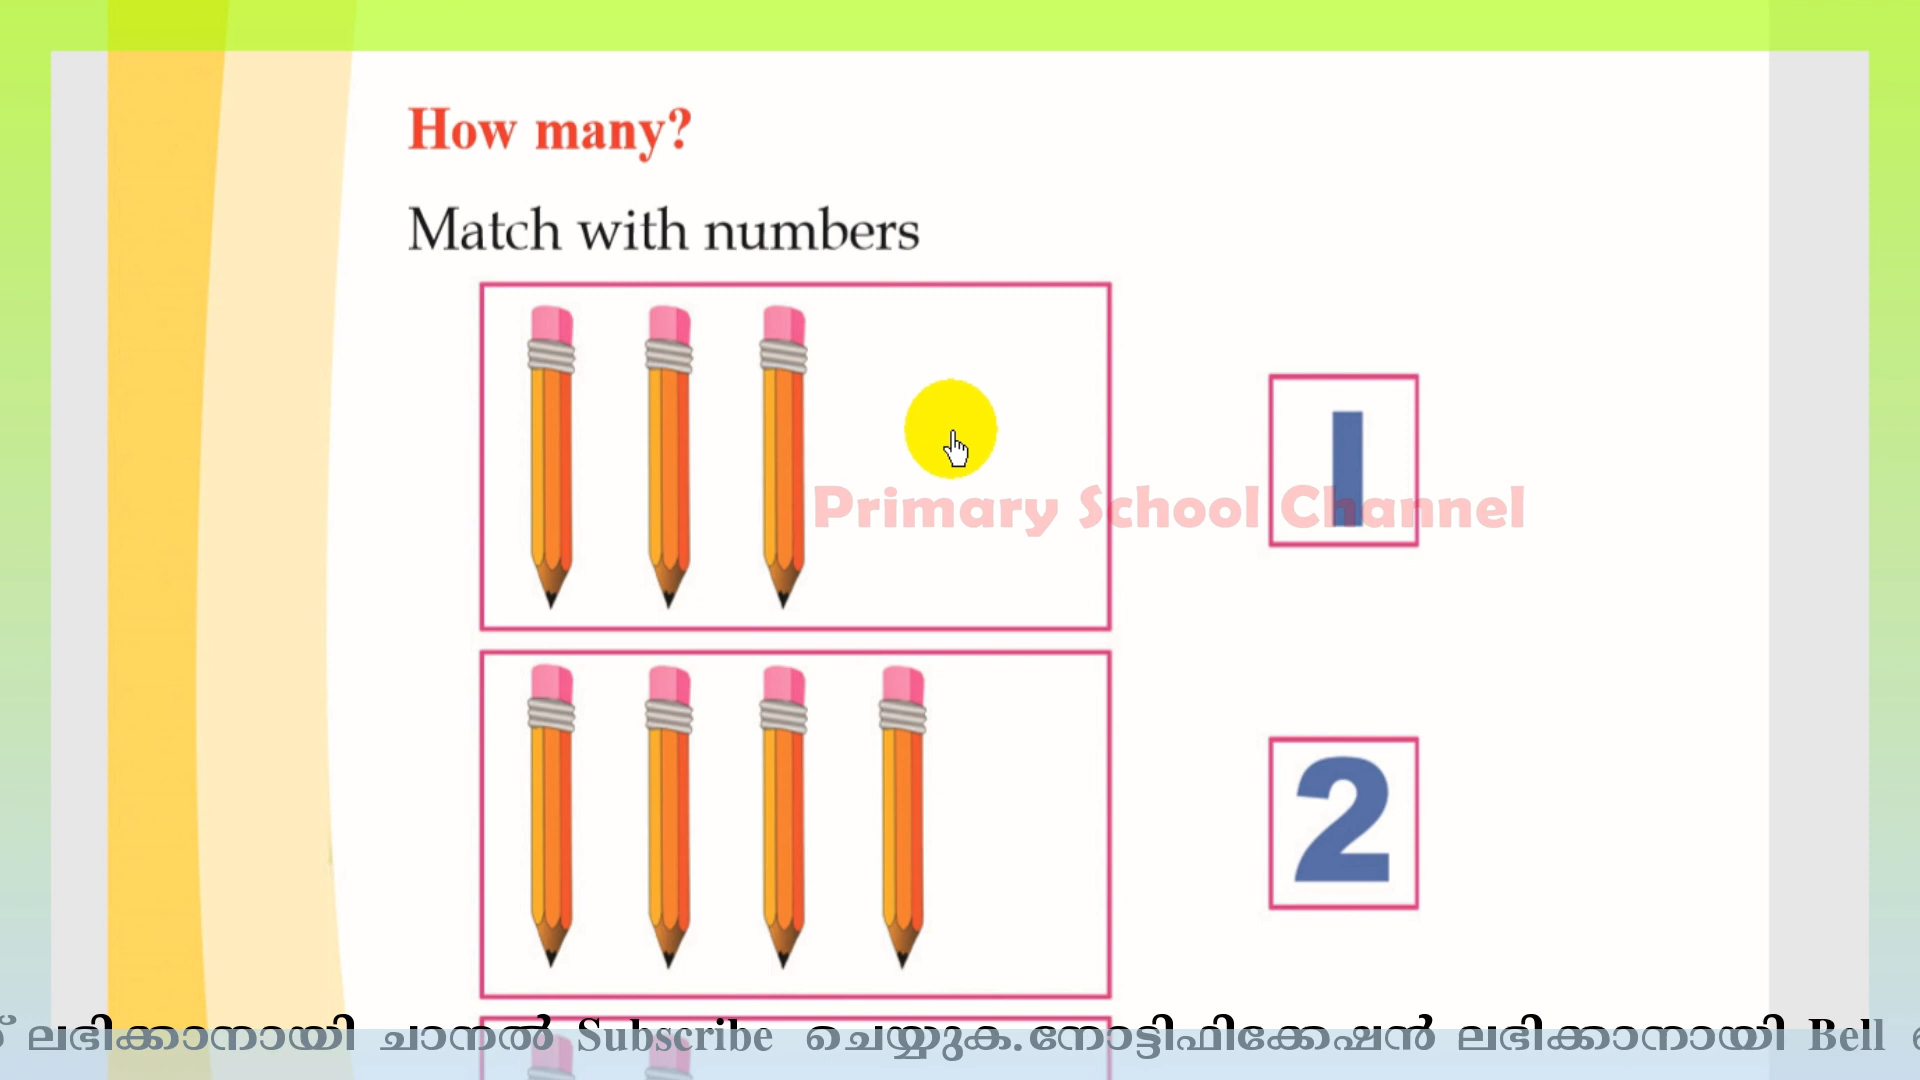 How many?
Match with numbers
1
Primary School Channel
2
ലഭിക്കാനായി ചാനൽ Subscribe ചെയ്യുക.നോട്ടിഫിക്കേഷൻ ലഭിക്കാനായി Bell